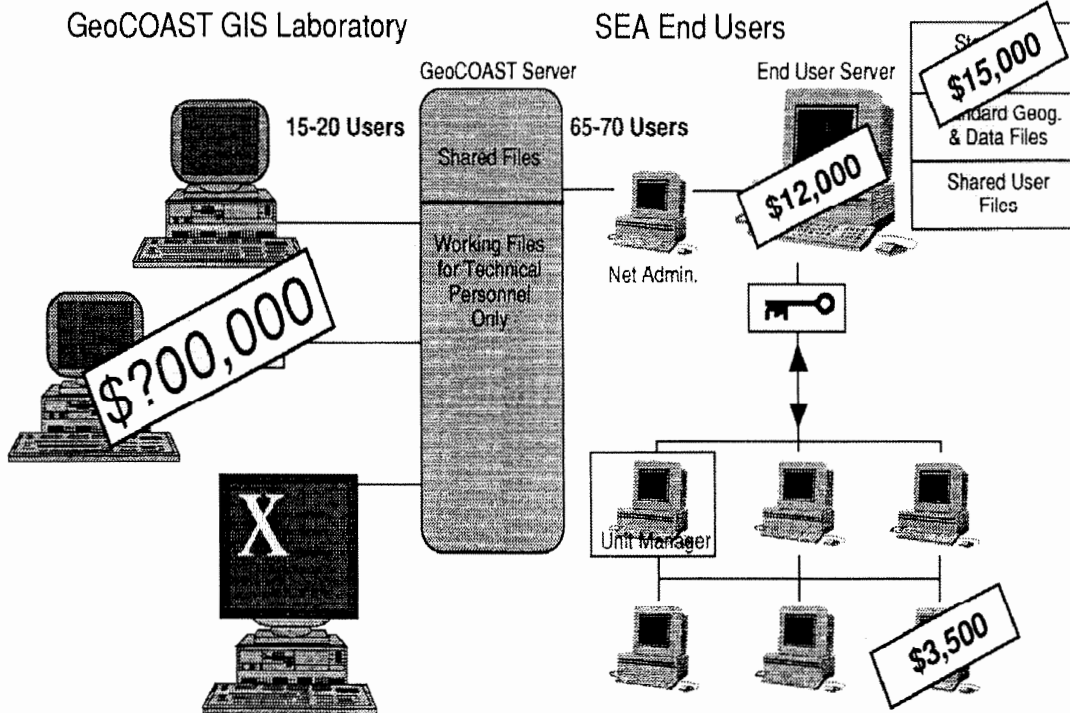 GeoCOAST GIS Laboratory
SEA End Users
GeoCOAST Server
End User Server
15-20 Users
65-70 Users
$15,000
Geog.
& Data Files
Shared User
Files
Shared Files
$12,000
Working Files
for Technical
Personnel
Only
Net Admin.
$?00,000
X
Unit Manager
$3,500